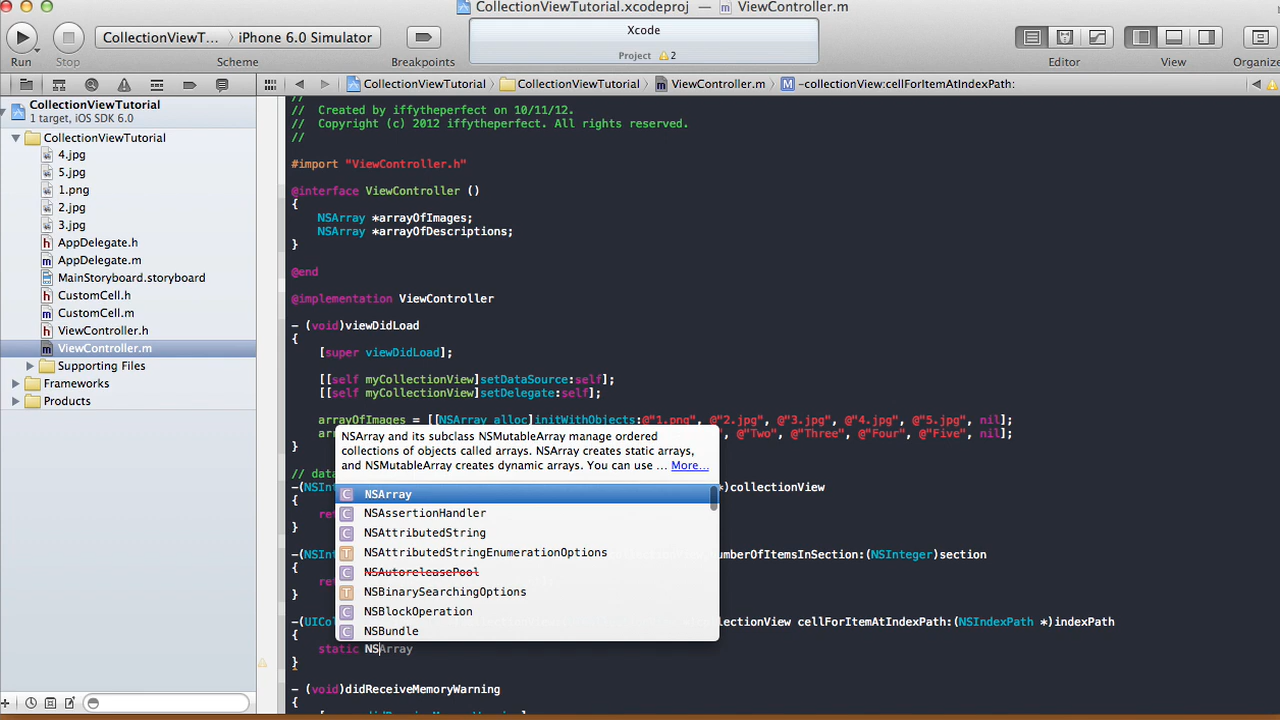 CollectionViewTutorial.xcodeproj — ViewController.m
CollectionViewT... iPhone 6.0 Simulator
Xcode
Project 2
Run Stop Scheme Breakpoints Editor View Organize
CollectionViewTutorial CollectionViewTutorial ViewController.m M -collectionView:cellForItemAtIndexPath:
CollectionViewTutorial
1 target, iOS SDK 6.0
CollectionViewTutorial
4.jpg
5.jpg
1.png
2.jpg
3.jpg
h AppDelegate.h
m AppDelegate.m
MainStoryboard.storyboard
h CustomCell.h
m CustomCell.m
h ViewController.h
m ViewController.m
Supporting Files
Frameworks
Products
//
// Created by iffytheperfect on 10/11/12.
// Copyright (c) 2012 iffytheperfect. All rights reserved.
//
#import "ViewController.h"
@interface ViewController ()
{
NSArray *arrayOfImages;
NSArray *arrayOfDescriptions;
}
@end
@implementation ViewController
- (void)viewDidLoad
{
[super viewDidLoad];
[[self myCollectionView]setDataSource:self];
[[self myCollectionView]setDelegate:self];
arrayOfImages = [[NSArray alloc]initWithObjects:@"1.png", @"2.jpg", @"3.jpg", @"4.jpg", @"5.jpg", nil];
ar @"Two", @"Three", @"Four", @"Five", nil];
}
NSArray and its subclass NSMutableArray manage ordered
collections of objects called arrays. NSArray creates static arrays,
and NSMutableArray creates dynamic arrays. You can use ... More...
C NSArray
C NSAssertionHandler
C NSAttributedString
T NSAttributedStringEnumerationOptions
C NSAutoreleasePool
T NSBinarySearchingOptions
C NSBlockOperation
C NSBundle
// data
-(NSInt *)collectionView
{
ret
}
-(NSInt umberOfItemsInSection:(NSInteger)section
{
ret
}
-(UICol ollectionView cellForItemAtIndexPath:(NSIndexPath *)indexPath
{
static NSArray
}
- (void)didReceiveMemoryWarning
{